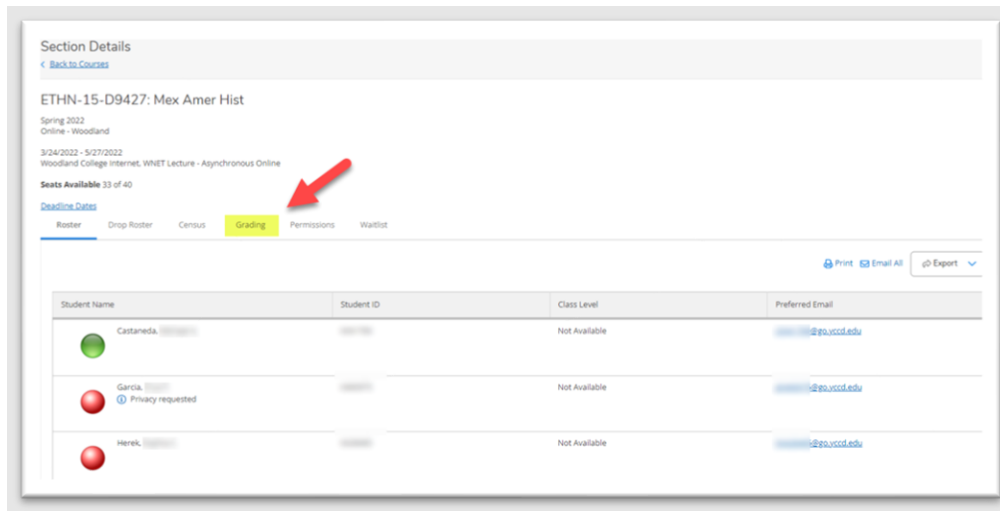 Section Details
< Back to Courses
ETHN-15-D9427: Mex Amer Hist
Spring 2022
Online - Woodland
3/24/2022 - 5/27/2022
Woodland College Internet, WNET Lecture - Asynchronous Online
Seats Available 33 of 40
Deadline Dates
Roster Drop Roster Census Grading Permissions Waitlist
Print Email All Export
Student Name Student ID Class Level Preferred Email
Castaneda, Not Available @go.yccd.edu
Garcia, Not Available @go.yccd.edu
Privacy requested
Herek, Not Available @go.yccd.edu